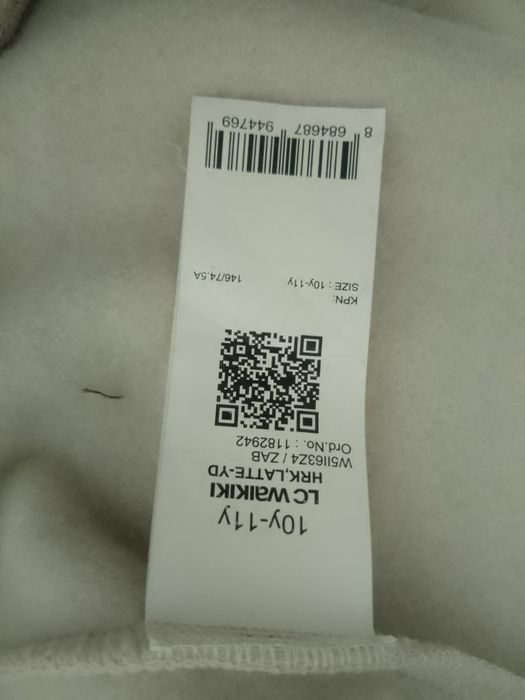 10y-11y
LC WAIKIKI
HRK,LATTE-YD
W5II63Z4 / ZAB
Ord.No. : 1182942
KPN:
SIZE : 10y-11y 146/74.5A
8 684687 944769